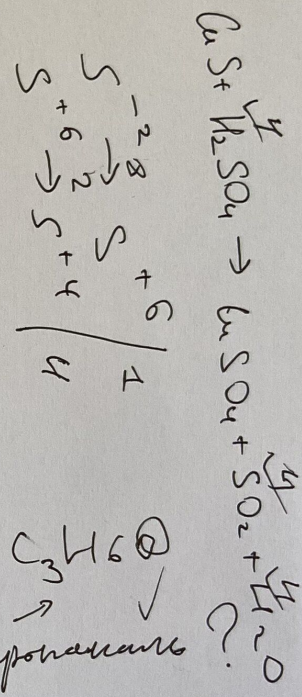 CuS + 4H₂SO₄ → CuSO₄ + 4SO₂ + 4H₂O
?
S⁻² 8→ S⁺⁶ | 1
S⁺⁶ 2→ S⁺⁴ | 4
C₃H₆O
пропаналь